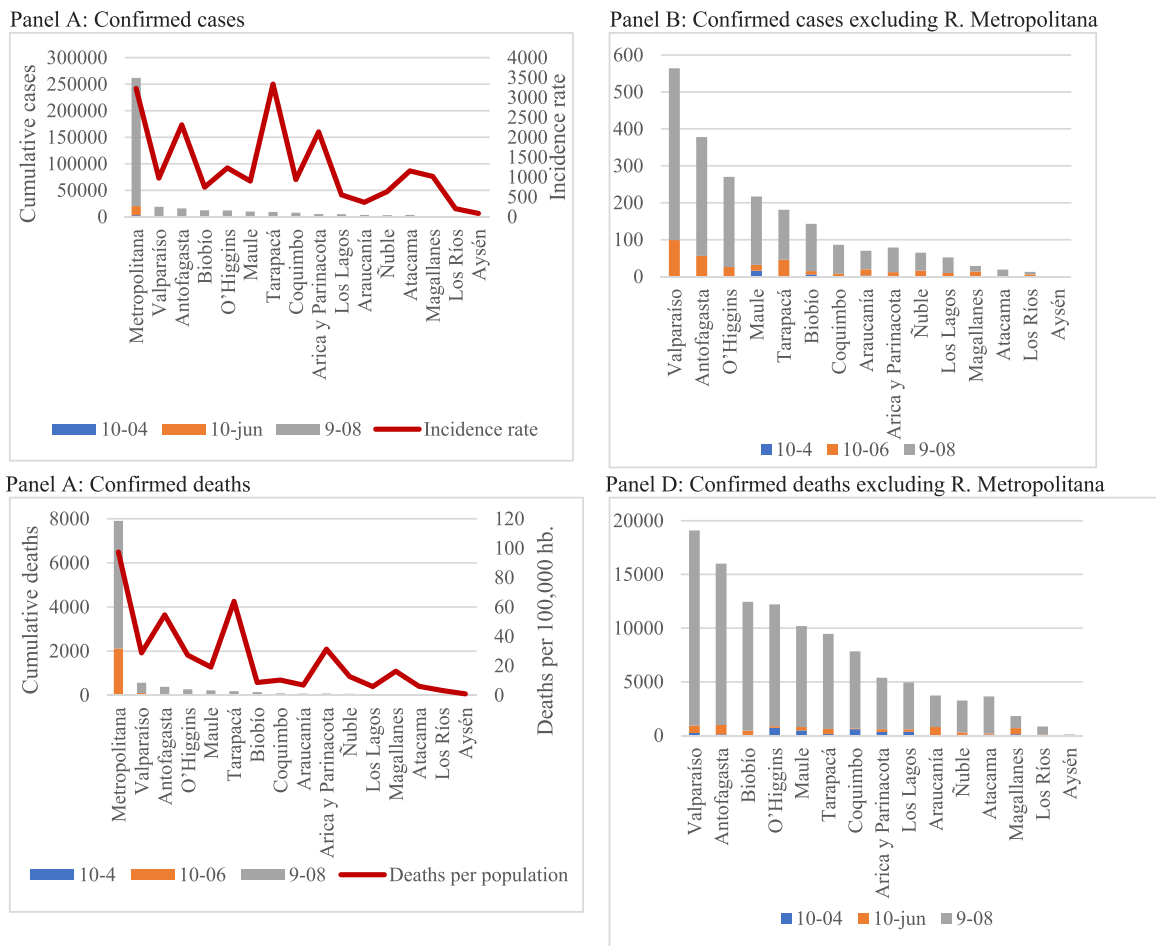 Panel A: Confirmed cases
300000
250000
200000
150000
100000
50000
0
Cumulative cases
4000
3500
3000
2500
2000
1500
1000
500
0
Incidence rate
Metropolitana
Valparaíso
Antofagasta
Biobío
O'Higgins
Maule
Tarapacá
Coquimbo
Arica y Parinacota
Los Lagos
Araucanía
Ñuble
Atacama
Magallanes
Los Ríos
Aysén
10-04 10-jun 9-08 Incidence rate
Panel B: Confirmed cases excluding R. Metropolitana
600
500
400
300
200
100
0
Valparaíso
Antofagasta
O'Higgins
Maule
Tarapacá
Biobío
Coquimbo
Araucanía
Arica y Parinacota
Ñuble
Los Lagos
Magallanes
Atacama
Los Ríos
Aysén
10-4 10-06 9-08
Panel A: Confirmed deaths
8000
6000
4000
2000
0
Cumulative deaths
120
100
80
60
40
20
0
Deaths per 100,000 hb.
Metropolitana
Valparaíso
Antofagasta
O'Higgins
Maule
Tarapacá
Biobío
Coquimbo
Araucanía
Arica y Parinacota
Ñuble
Los Lagos
Magallanes
Atacama
Los Ríos
Aysén
10-4 10-06 9-08 Deaths per population
Panel D: Confirmed deaths excluding R. Metropolitana
20000
15000
10000
5000
0
Valparaíso
Antofagasta
Biobío
O'Higgins
Maule
Tarapacá
Coquimbo
Arica y Parinacota
Los Lagos
Araucanía
Ñuble
Atacama
Magallanes
Los Ríos
Aysén
10-04 10-jun 9-08